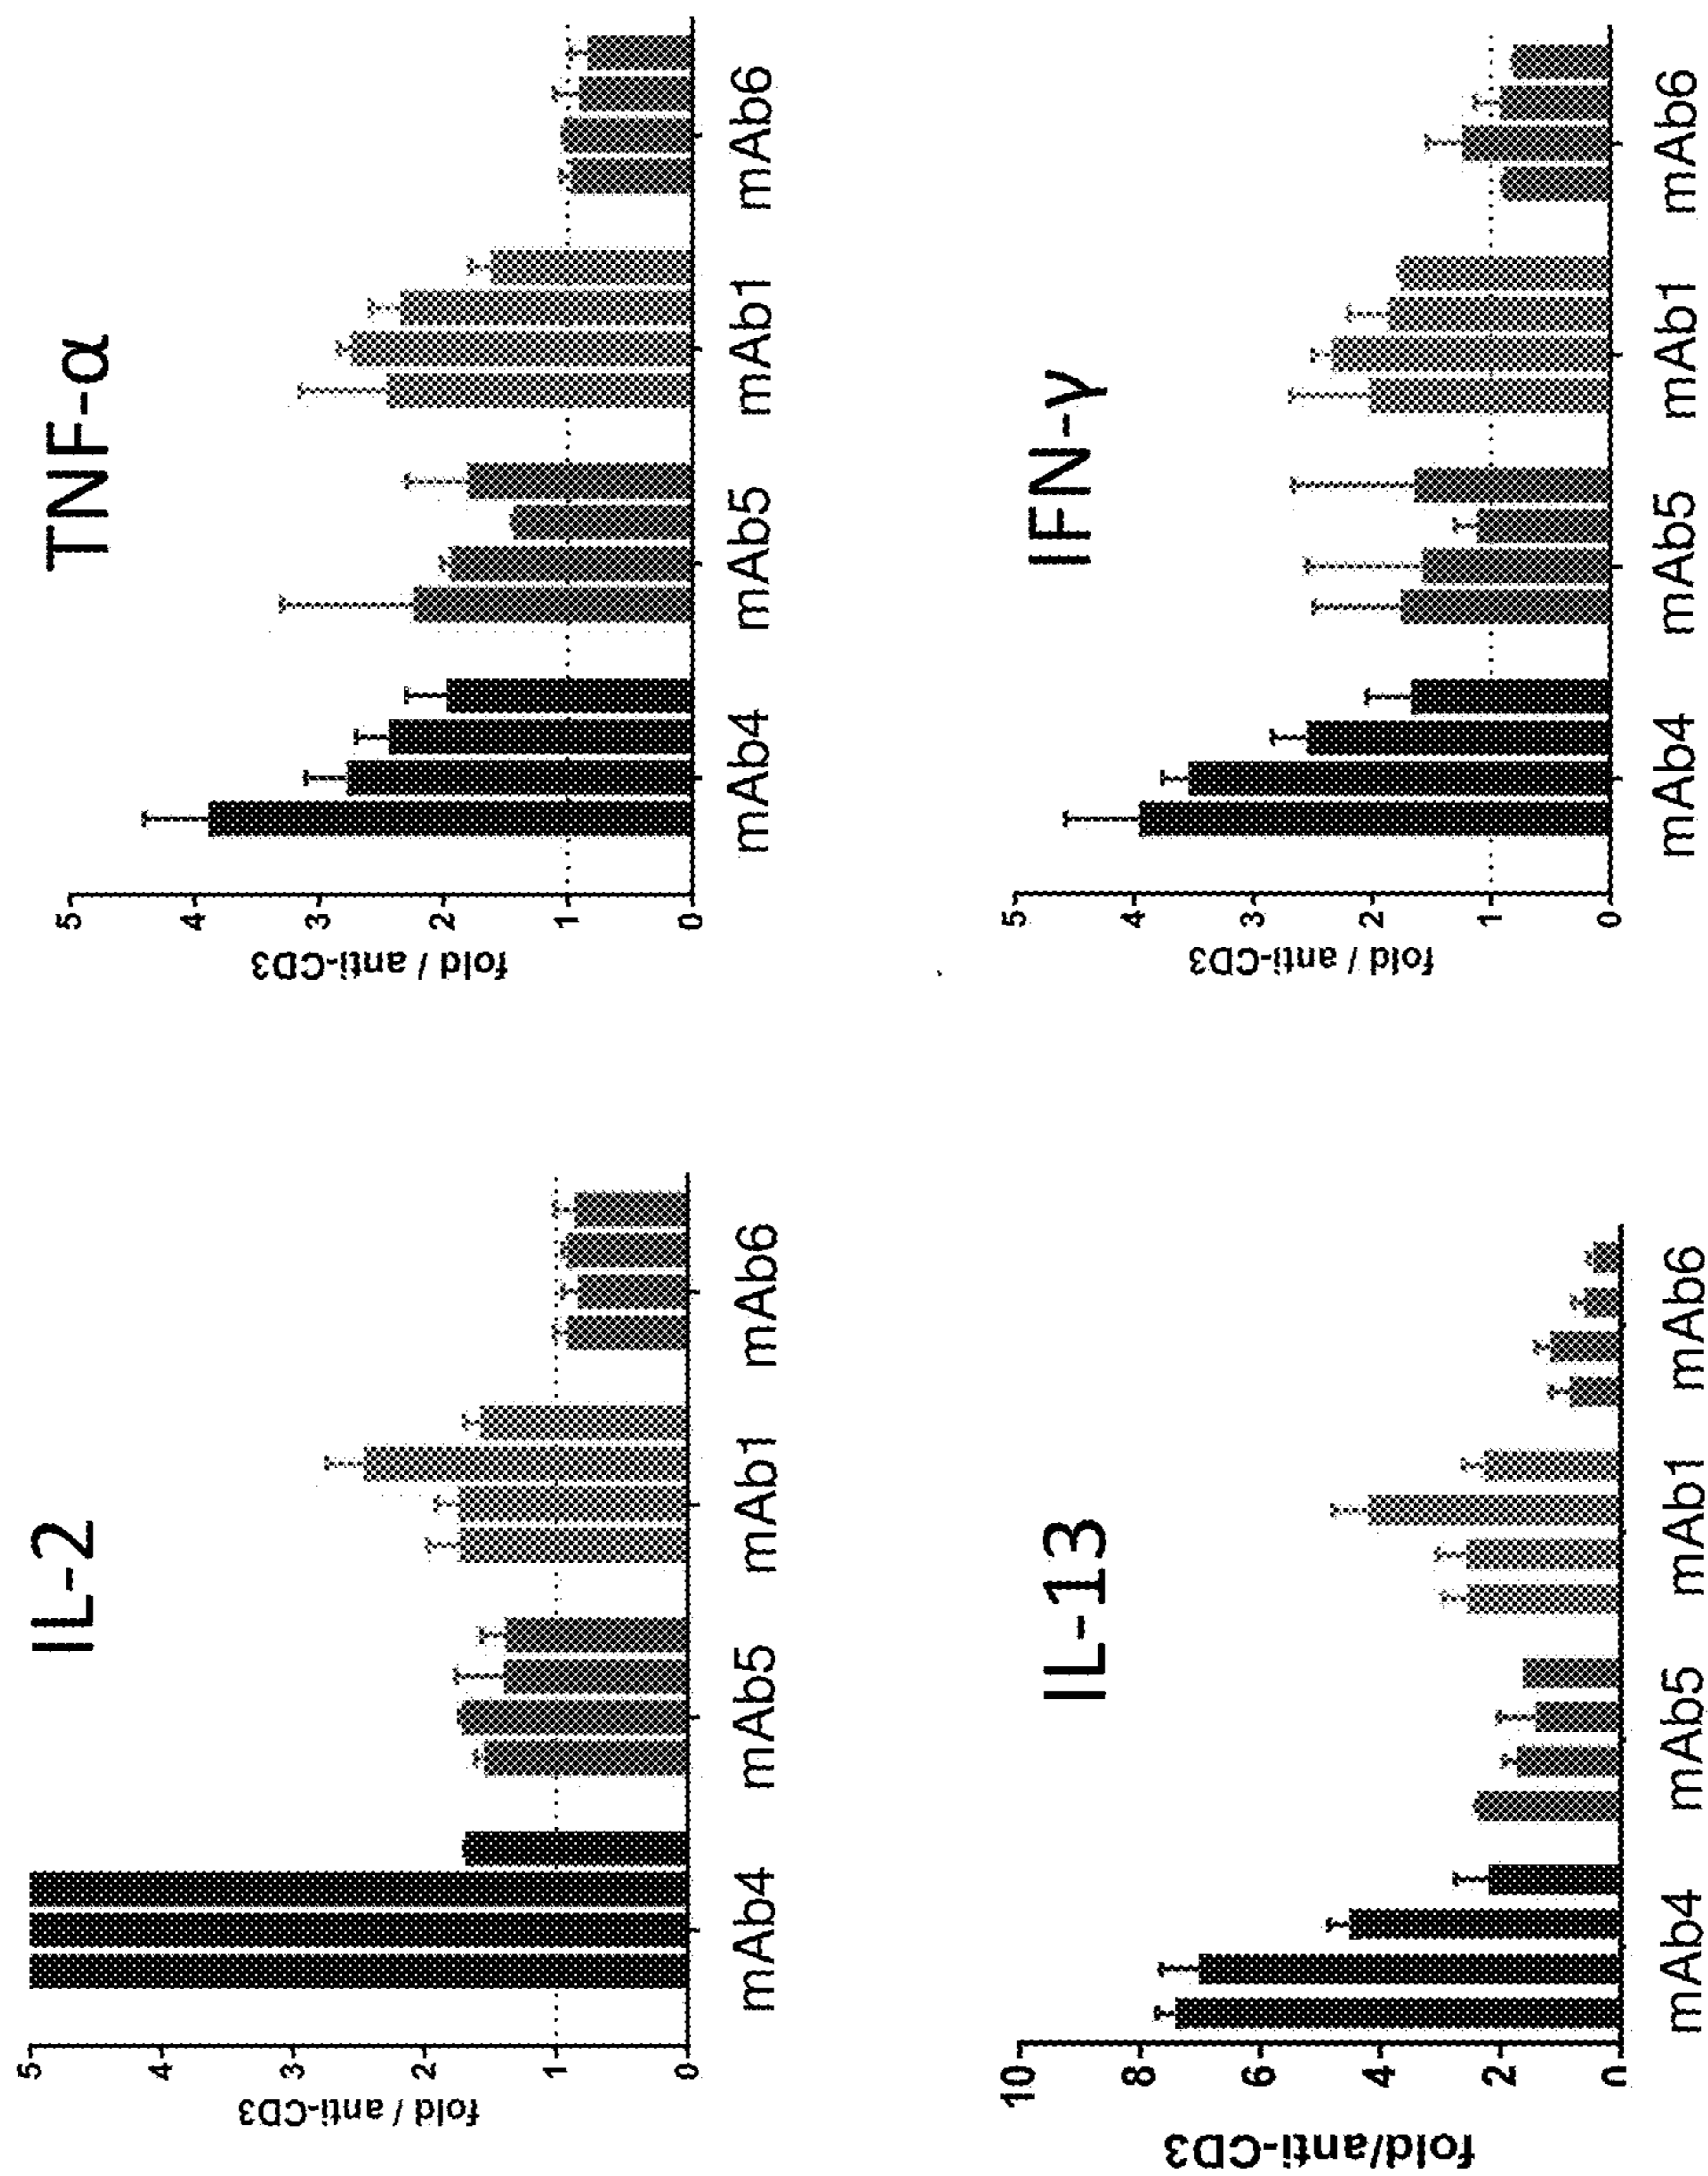 IL-2
fold / anti-CD3
5
4
3
2
1
0
mAb4 mAb5 mAb1 mAb6
TNF-α
fold / anti-CD3
5
4
3
2
1
0
mAb4 mAb5 mAb1 mAb6
IL-13
fold/anti-CD3
10
8
6
4
2
0
mAb4 mAb5 mAb1 mAb6
IFN-γ
fold / anti-CD3
5
4
3
2
1
0
mAb4 mAb5 mAb1 mAb6